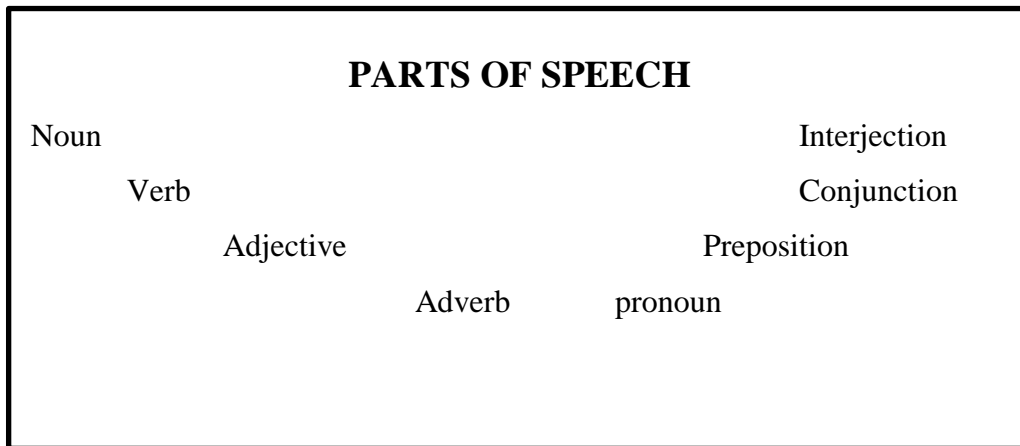 PARTS OF SPEECH
Noun Interjection
Verb Conjunction
Adjective Preposition
Adverb pronoun